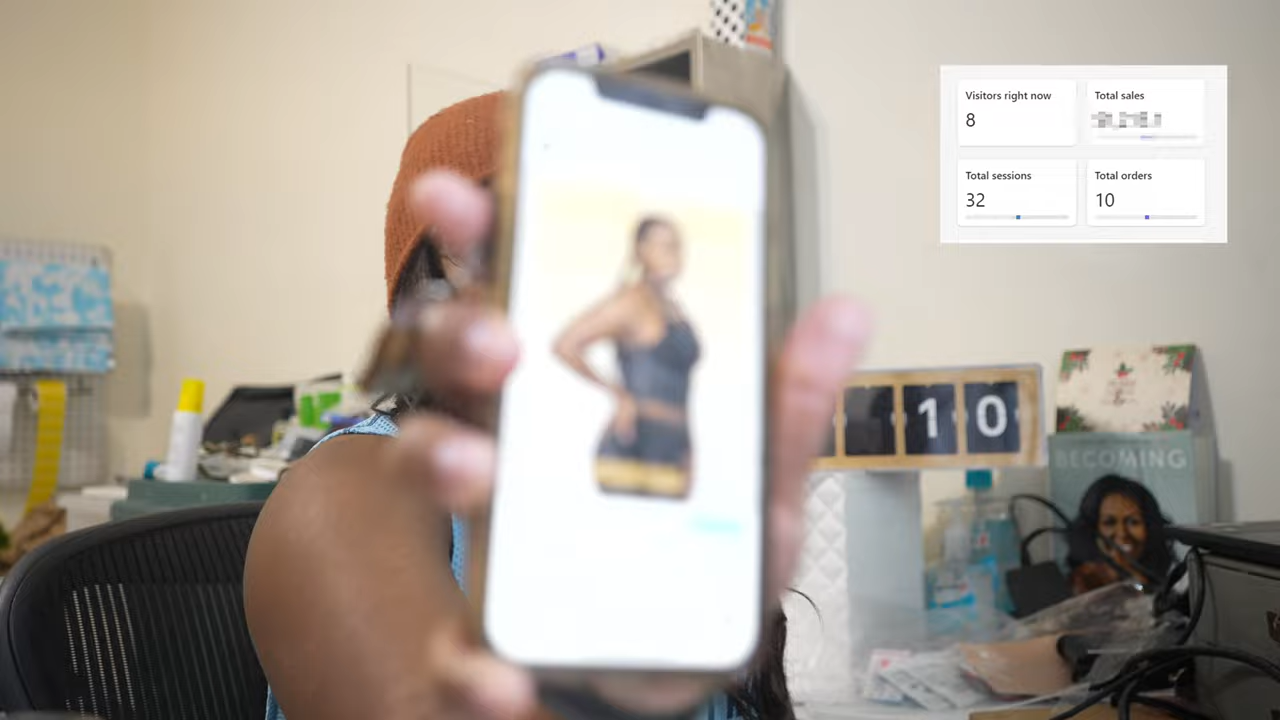 Visitors right now
8
Total sales
Total sessions
32
Total orders
10
10
BECOMING